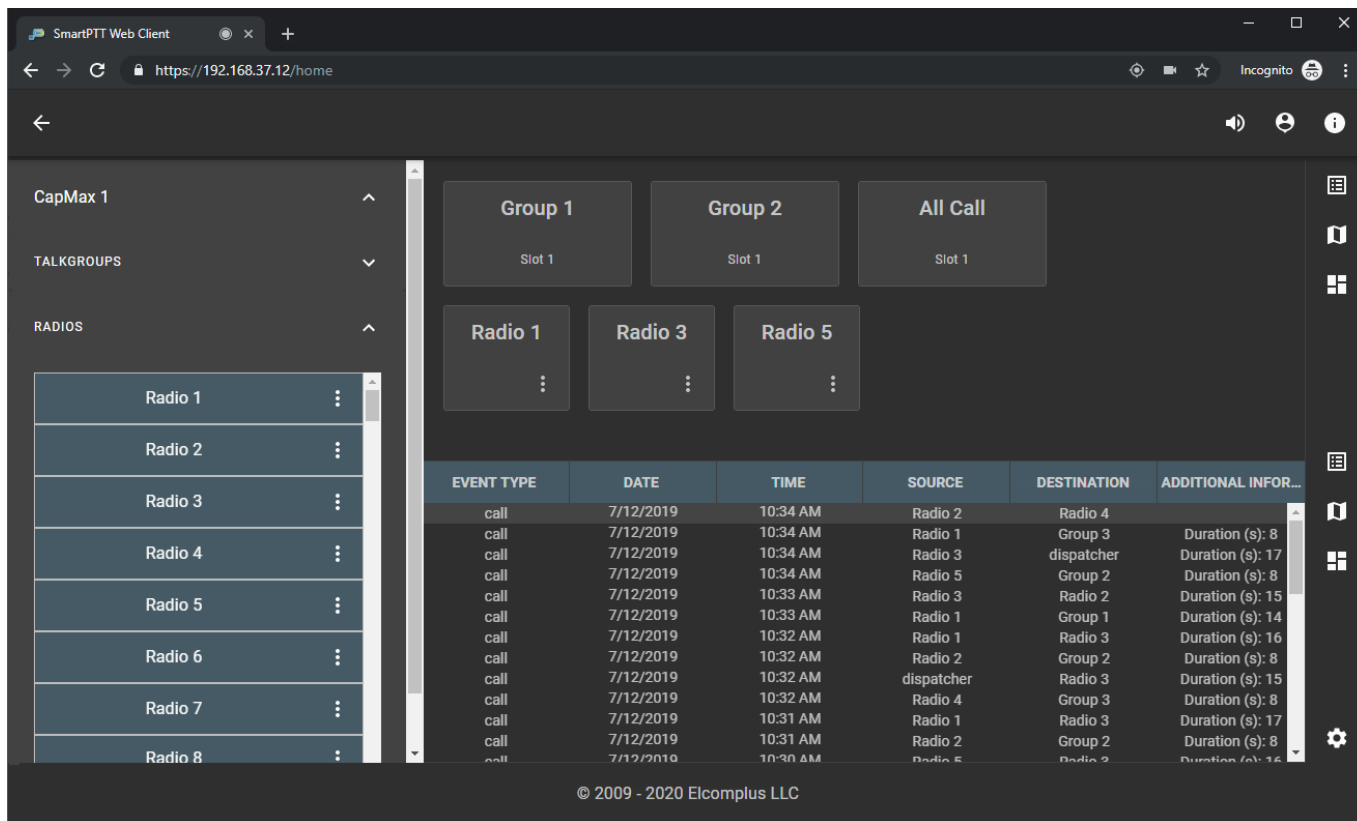 SmartPTT Web Client
https://192.168.37.12/home
Incognito
CapMax 1
TALKGROUPS
RADIOS
Radio 1
Radio 2
Radio 3
Radio 4
Radio 5
Radio 6
Radio 7
Radio 8
Group 1 Group 2 All Call
Slot 1 Slot 1 Slot 1
Radio 1 Radio 3 Radio 5
EVENT TYPE DATE TIME SOURCE DESTINATION ADDITIONAL INFOR...
call 7/12/2019 10:34 AM Radio 2 Radio 4
call 7/12/2019 10:34 AM Radio 1 Group 3 Duration (s): 8
call 7/12/2019 10:34 AM Radio 3 dispatcher Duration (s): 17
call 7/12/2019 10:34 AM Radio 5 Group 2 Duration (s): 8
call 7/12/2019 10:33 AM Radio 3 Radio 2 Duration (s): 15
call 7/12/2019 10:33 AM Radio 1 Group 1 Duration (s): 14
call 7/12/2019 10:32 AM Radio 1 Radio 3 Duration (s): 16
call 7/12/2019 10:32 AM Radio 2 Group 2 Duration (s): 8
call 7/12/2019 10:32 AM dispatcher Radio 3 Duration (s): 15
call 7/12/2019 10:32 AM Radio 4 Group 3 Duration (s): 8
call 7/12/2019 10:31 AM Radio 1 Radio 3 Duration (s): 17
call 7/12/2019 10:31 AM Radio 2 Group 2 Duration (s): 8
call 7/12/2019 10:30 AM Radio Radio Duration (s): 16
© 2009 - 2020 Elcomplus LLC